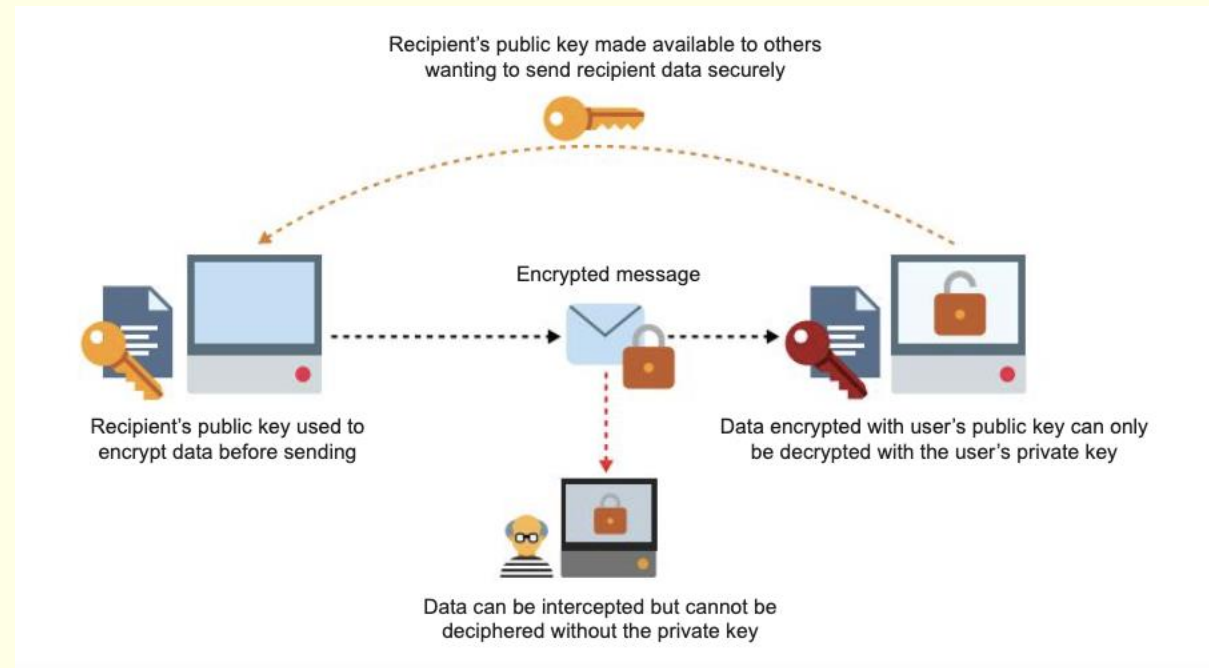 Recipient's public key made available to others
wanting to send recipient data securely
Encrypted message
Recipient's public key used to
encrypt data before sending
Data encrypted with user's public key can only
be decrypted with the user's private key
Data can be intercepted but cannot be
deciphered without the private key